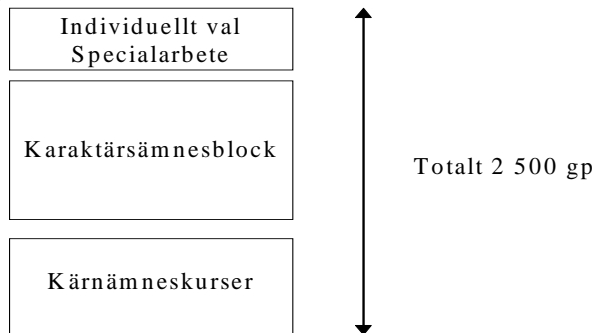 Individuellt val
Specialarbete
Karaktärsämnesblock
Totalt 2 500 gp
Kärnämneskurser